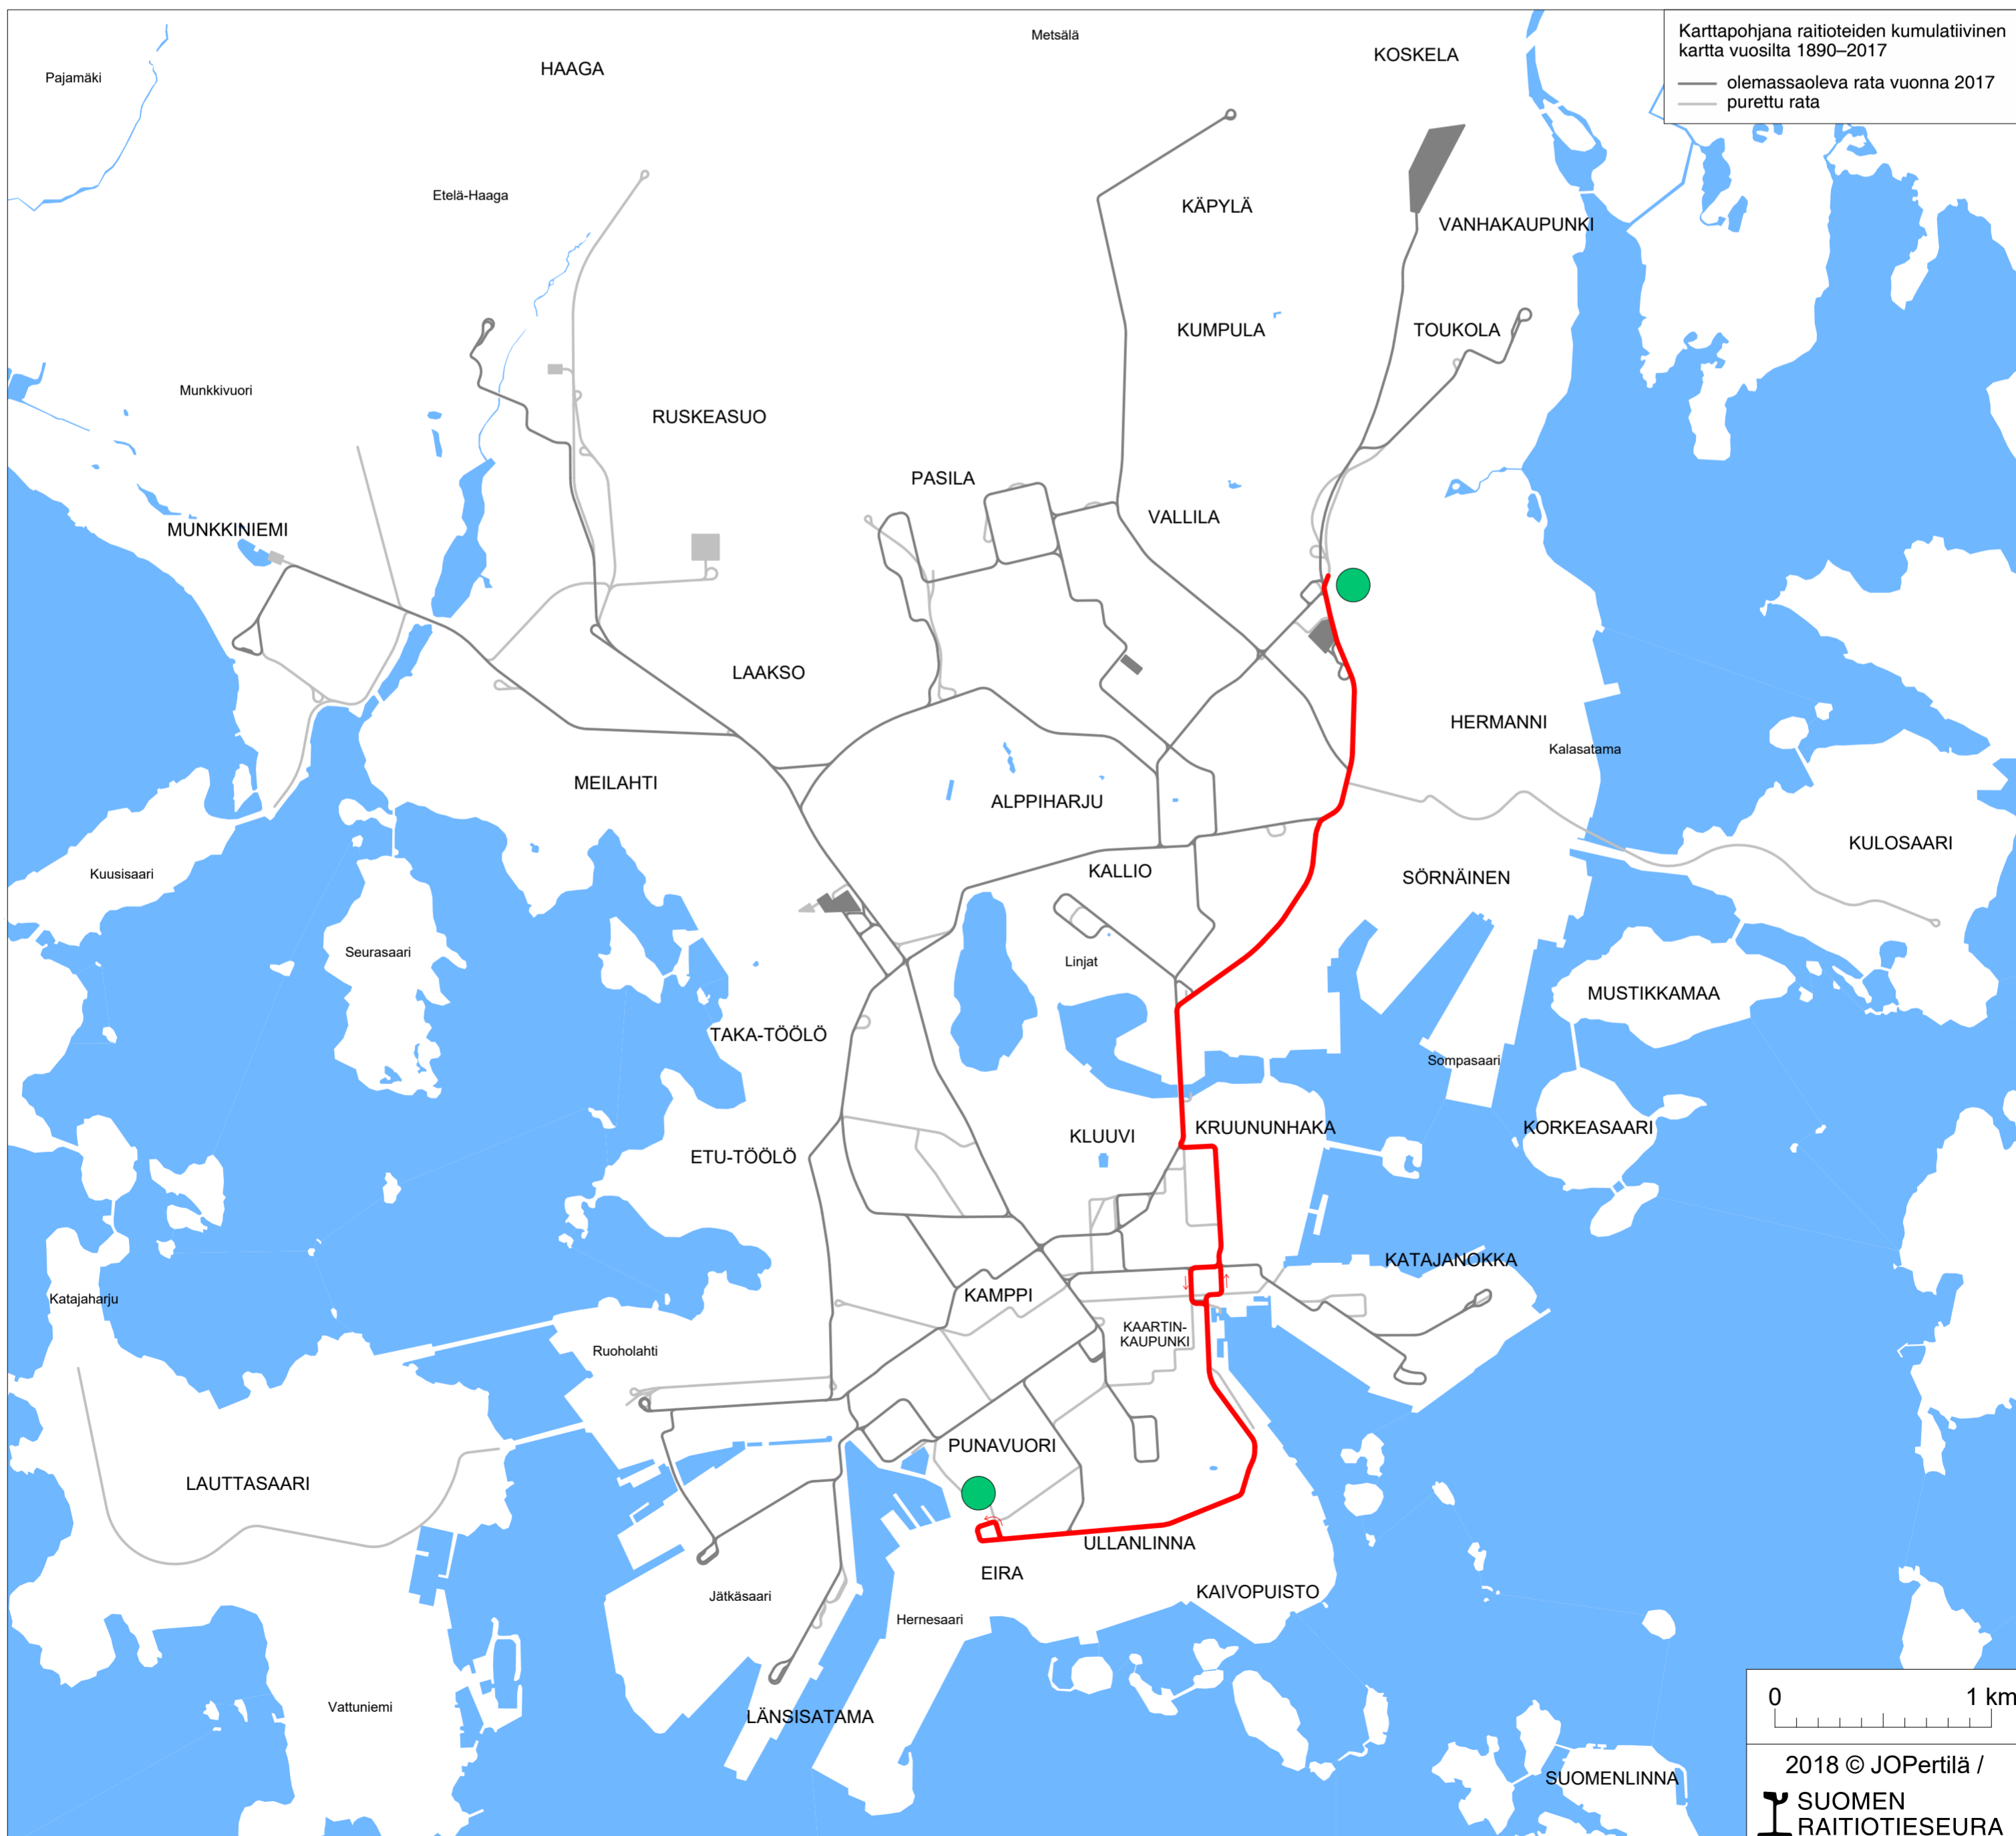 Karttapohjana raitioteiden kumulatiivinen
kartta vuosilta 1890–2017
olemassaoleva rata vuonna 2017
purettu rata
Metsälä
KOSKELA
HAAGA
Pajamäki
Etelä-Haaga
KÄPYLÄ
VANHAKAUPUNKI
KUMPULA
TOUKOLA
Munkkivuori
RUSKEASUO
PASILA
VALLILA
MUNKKINIEMI
LAAKSO
HERMANNI
Kalasatama
MEILAHTI
ALPPIHARJU
KULOSAARI
Kuusisaari
KALLIO
SÖRNÄINEN
Seurasaari
Linjat
MUSTIKKAMAA
TAKA-TÖÖLÖ
Sompasaari
KLUUVI
KRUUNUNHAKA
KORKEASAARI
ETU-TÖÖLÖ
KATAJANOKKA
Katajaharju
KAMPPI
KAARTIN-
KAUPUNKI
Ruoholahti
PUNAVUORI
LAUTTASAARI
ULLANLINNA
EIRA
Jätkäsaari
KAIVOPUISTO
Hernesaari
Vattuniemi
LÄNSISATAMA
SUOMENLINNA
0 1 km
2018 © JOPertilä /
SUOMEN
RAITIOTIESEURA